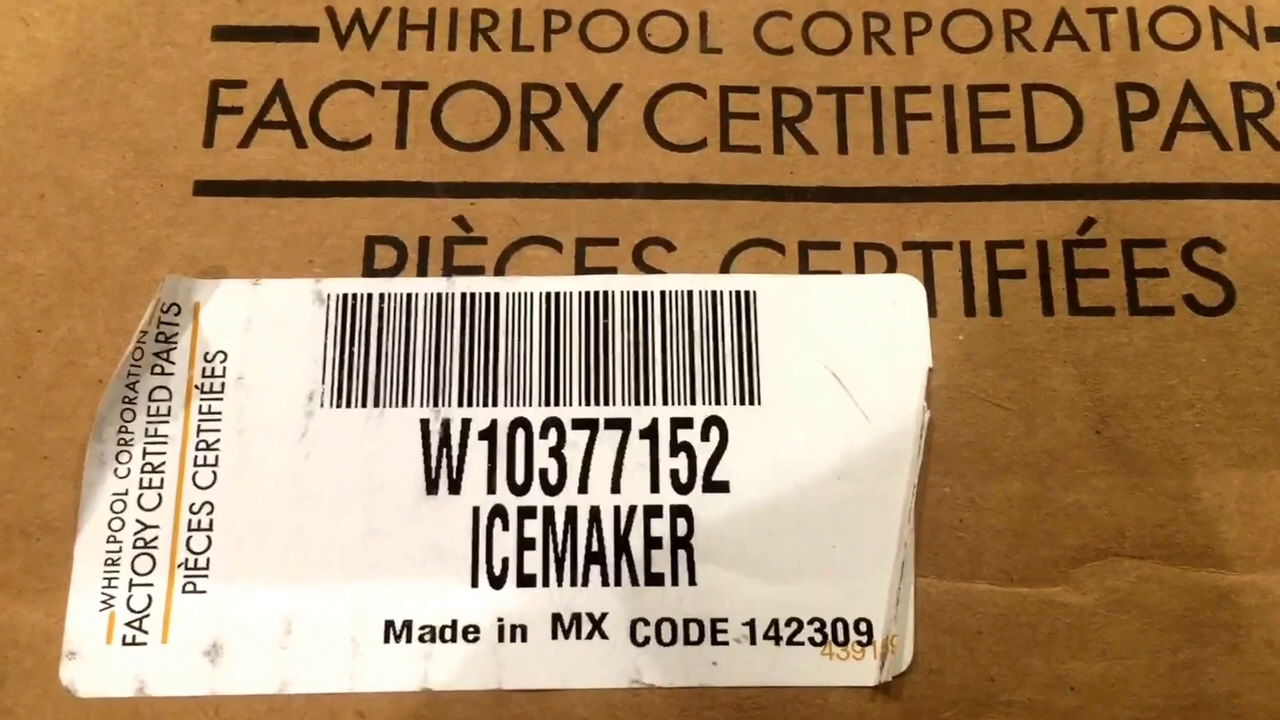 WHIRLPOOL CORPORATION
FACTORY CERTIFIED PAR
PIÈCES CERTIFIÉES
WHIRLPOOL CORPORATION
FACTORY CERTIFIED PARTS
PIÈCES CERTIFIÉES
W10377152
ICEMAKER
Made in MX CODE 142309